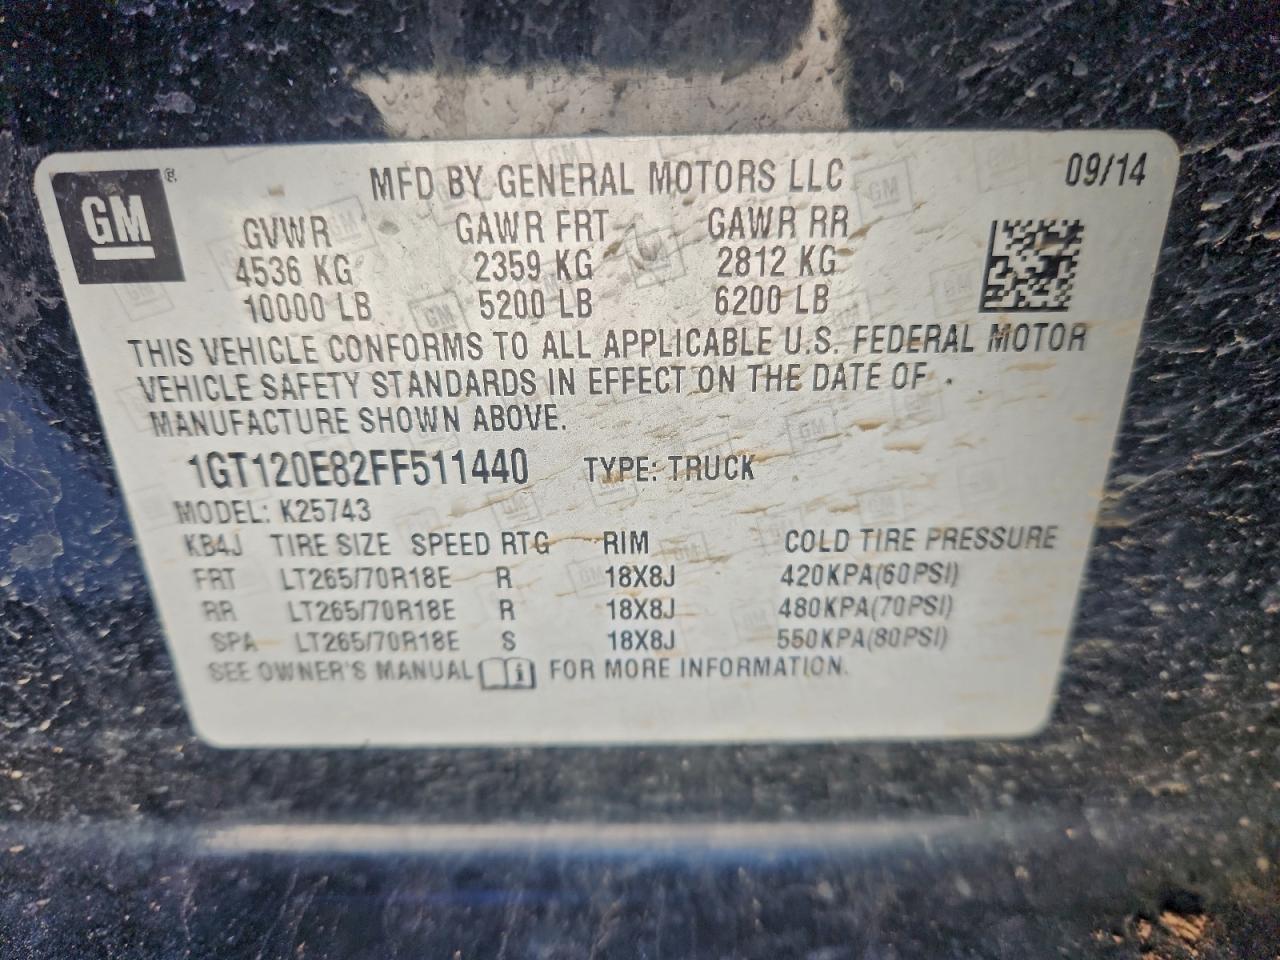 GM ®
MFD BY GENERAL MOTORS LLC 09/14
GVWR GAWR FRT GAWR RR
4536 KG 2359 KG 2812 KG
10000 LB 5200 LB 6200 LB
THIS VEHICLE CONFORMS TO ALL APPLICABLE U.S. FEDERAL MOTOR
VEHICLE SAFETY STANDARDS IN EFFECT ON THE DATE OF
MANUFACTURE SHOWN ABOVE.
1GT120E82FF511440 TYPE: TRUCK
MODEL: K25743
KB4J TIRE SIZE SPEED RTG RIM COLD TIRE PRESSURE
FRT LT265/70R18E R 18X8J 420KPA(60PSI)
RR LT265/70R18E R 18X8J 480KPA(70PSI)
SPA LT265/70R18E S 18X8J 550KPA(80PSI)
SEE OWNER'S MANUAL FOR MORE INFORMATION.